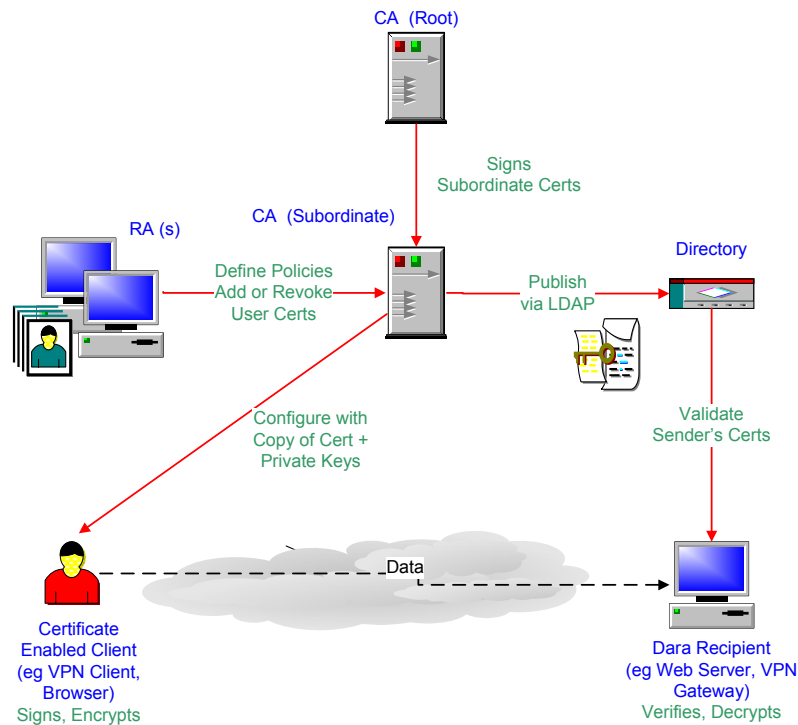 CA (Root)
Signs
Subordinate Certs
RA (s)
CA (Subordinate)
Directory
Define Policies
Add or Revoke
User Certs
Publish
via LDAP
Configure with
Copy of Cert +
Private Keys
Validate
Sender's Certs
Data
Certificate
Enabled Client
(eg VPN Client,
Browser)
Signs, Encrypts
Dara Recipient
(eg Web Server, VPN
Gateway)
Verifies, Decrypts